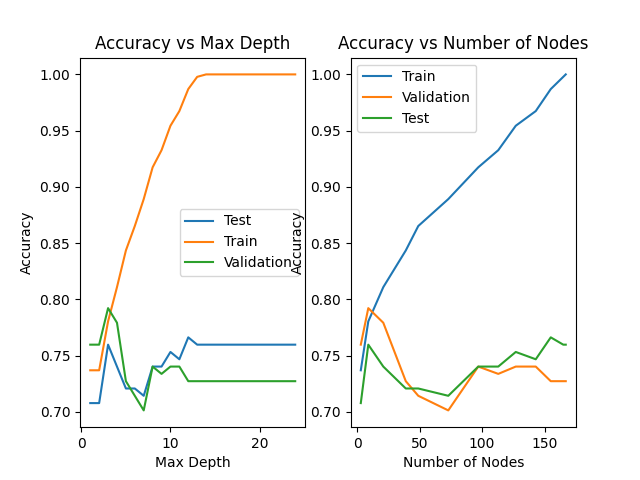 Accuracy vs Max Depth
Accuracy
1.00
0.95
0.90
0.85
0.80
0.75
0.70
Test
Train
Validation
0
10
20
Max Depth
Accuracy vs Number of Nodes
Accuracy
1.00
0.95
0.90
0.85
0.80
0.75
0.70
Train
Validation
Test
0
50
100
150
Number of Nodes